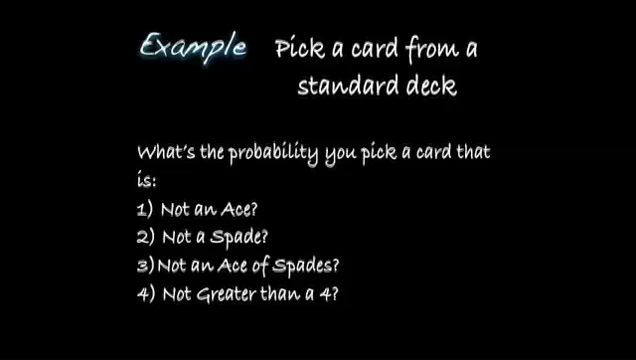 Example Pick a card from a
standard deck
What's the probability you pick a card that
is:
1) Not an Ace?
2) Not a Spade?
3)Not an Ace of Spades?
4) Not Greater than a 4?